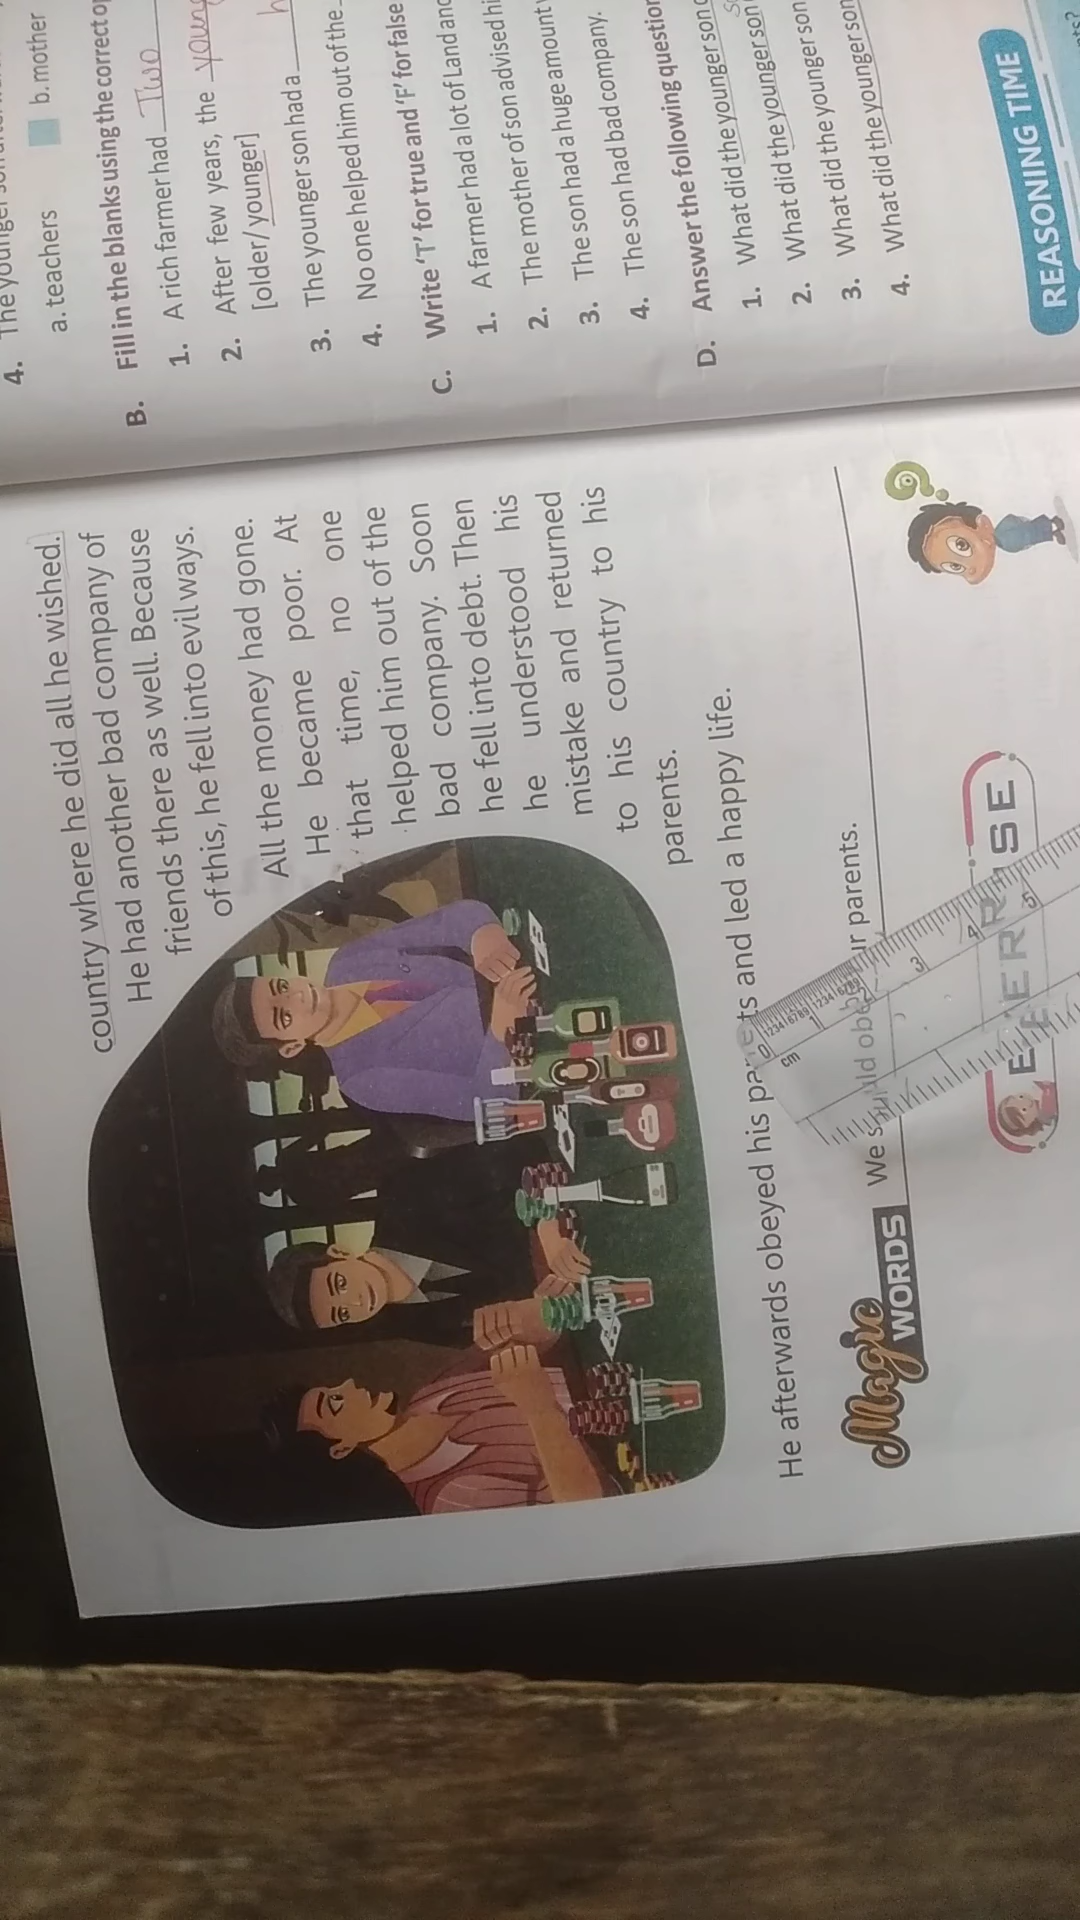 country where he did all he wished.
He had another bad company of
friends there as well. Because
of this, he fell into evil ways.
All the money had gone.
He became poor. At
that time, no one
helped him out of the
bad company. Soon
he fell into debt. Then
he understood his
mistake and returned
to his country to his
parents.
He afterwards obeyed his parents and led a happy life.
Magic
WORDS
We should obey our parents.
0 1 2 3 4 5
cm
4. The younger
a. teachers b. mother
B. Fill in the blanks using the correct
1. A rich farmer had Two
2. After few years, the young
[older/ younger]
3. The younger son had a h
4. No one helped him out of the
C. Write 'T' for true and 'F' for false
1. A farmer had a lot of Land and
2. The mother of son advised hi
3. The son had a huge amount
4. The son had bad company.
D. Answer the following question
1. What did the younger son
2. What did the younger son
3. What did the younger son
4. What did the younger son
REASONING TIME